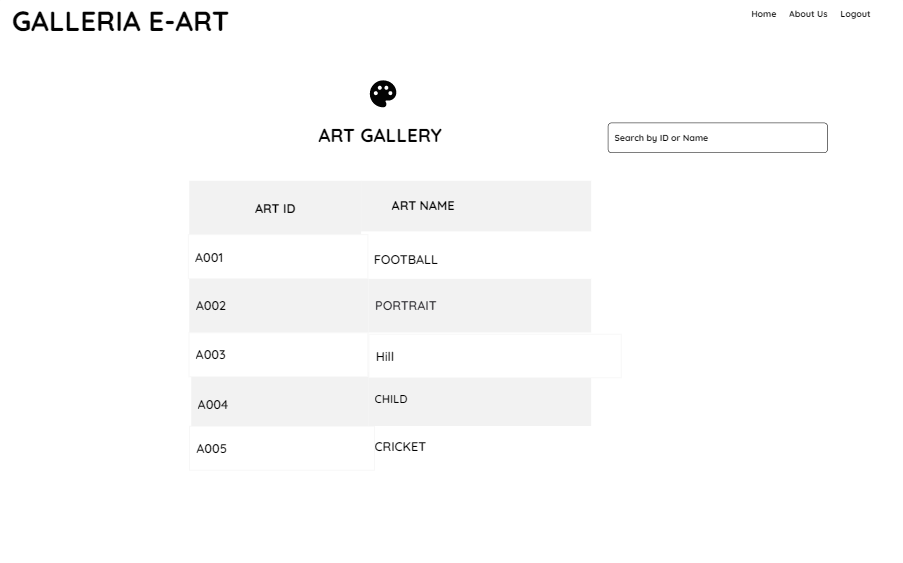 GALLERIA E-ART
Home About Us Logout
ART GALLERY
Search by ID or Name
ART ID ART NAME
A001 FOOTBALL
A002 PORTRAIT
A003 Hill
A004 CHILD
A005 CRICKET